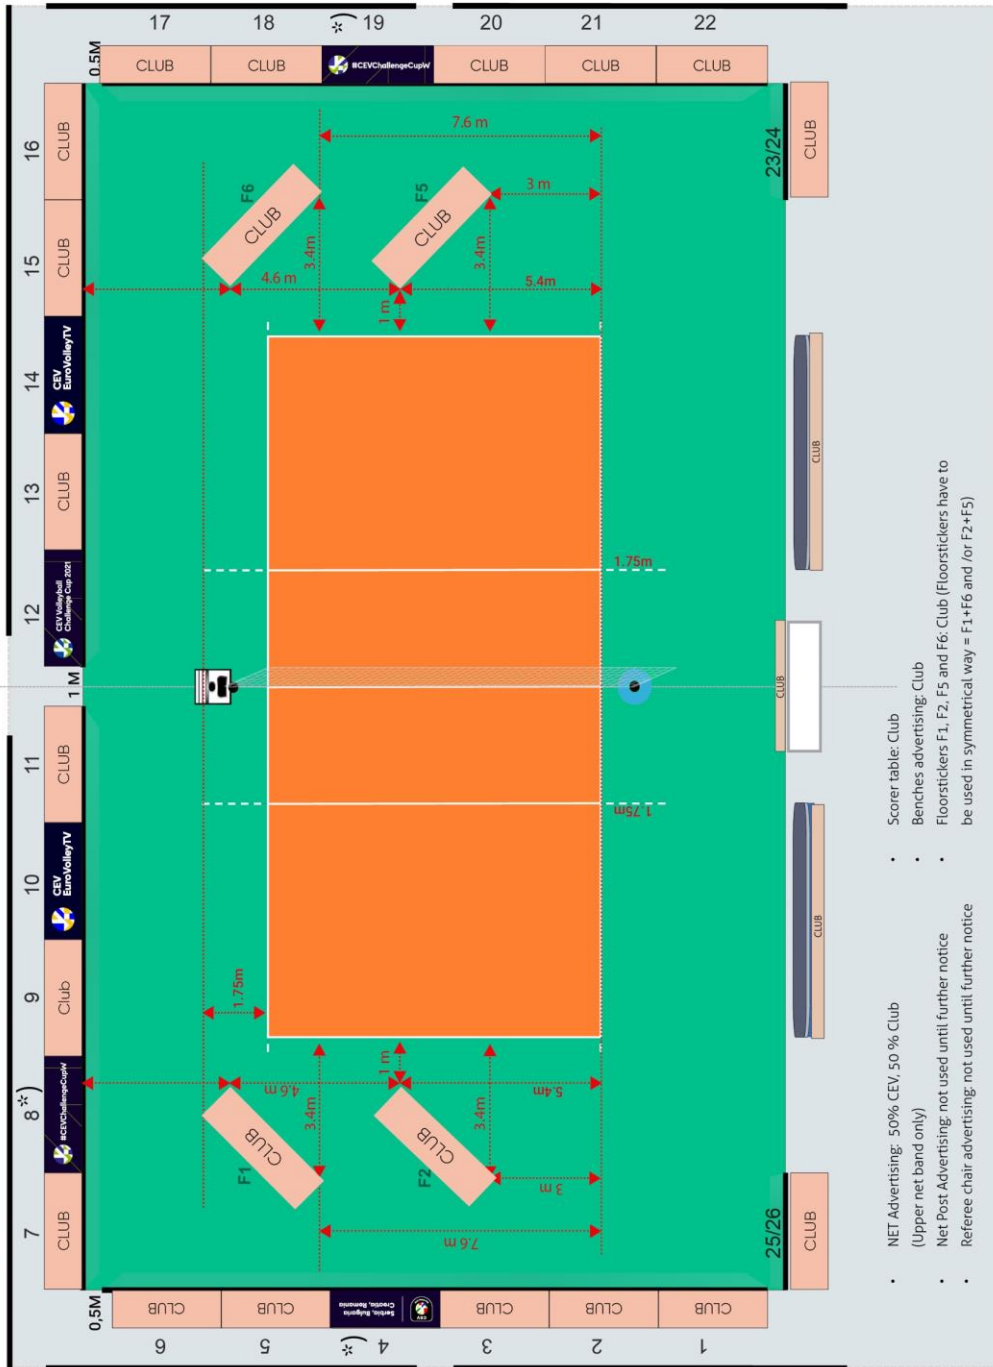 7 8 *) 9 10 11 12 13 14 15 16
CLUB
#CEVChallengeCupW
Club
CEV
EuroVolleyTV
CLUB
1 M
CEV Volleyball
Challenge Cup 2021
CLUB
CEV
EuroVolleyTV
CLUB
CLUB
0,5M
0.5M
6 CLUB
5 CLUB
*) 4
Serbia, Bulgaria
Croatia, Romania
3 CLUB
2 CLUB
1 CLUB
17 CLUB
18 CLUB
*) 19
#CEVChallengeCupW
20 CLUB
21 CLUB
22 CLUB
F1
CLUB
F2
CLUB
F6
CLUB
F5
CLUB
4.6 m
3.4m
1 m
5.4m
3.4m
3 m
7.6 m
1.75m
1.75m
1.75m
4.6 m
3.4m
1 m
5.4m
3.4m
3 m
7.6 m
25/26
CLUB
CLUB
CLUB
CLUB
23/24
CLUB
• NET Advertising: 50% CEV, 50 % Club
(Upper net band only)
• Net Post Advertising: not used until further notice
• Referee chair advertising: not used until further notice
• Scorer table: Club
• Benches advertising: Club
• Floorstickers F1, F2, F5 and F6: Club (Floorstickers have to
be used in symmetrical way = F1+F6 and /or F2+F5)